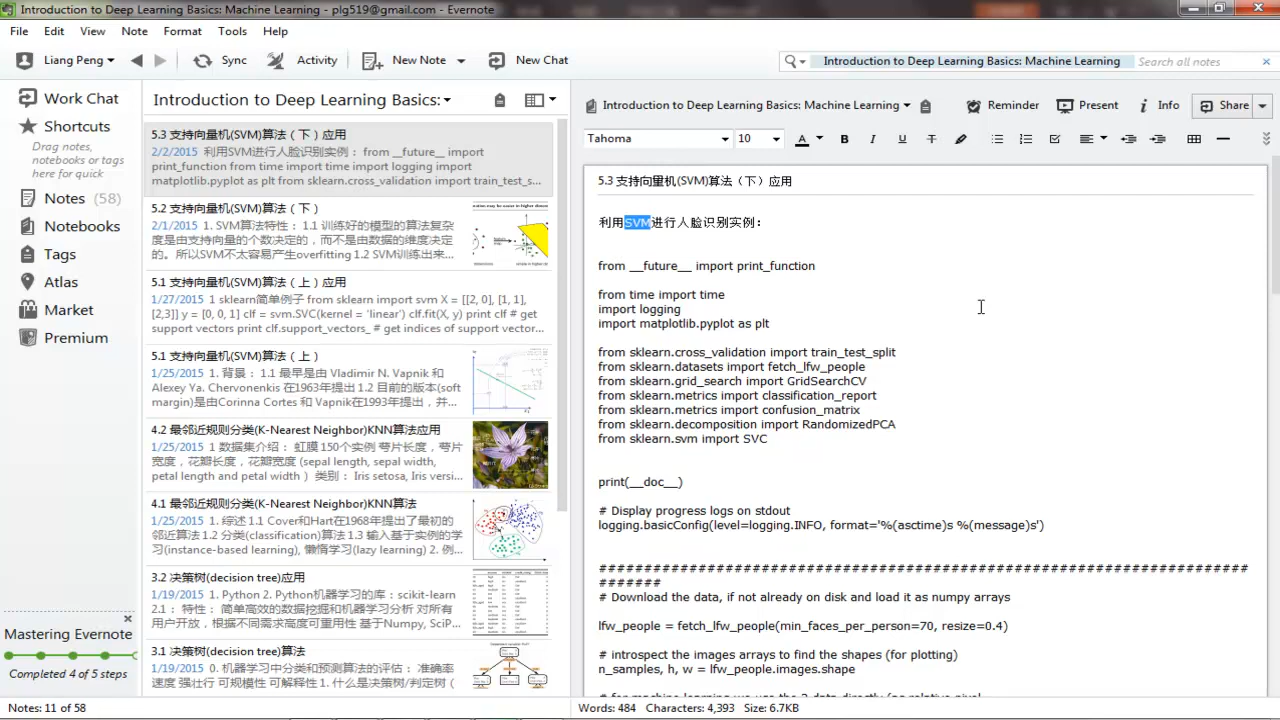 Introduction to Deep Learning Basics: Machine Learning - plg519@gmail.com - Evernote
File Edit View Note Format Tools Help
Liang Peng Sync Activity New Note New Chat Introduction to Deep Learning Basics: Machine Learning Search all notes
Work Chat
Shortcuts
Drag notes,
notebooks or tags
here for quick
Notes (58)
Notebooks
Tags
Atlas
Market
Premium
Mastering Evernote
Completed 4 of 5 steps
Introduction to Deep Learning Basics:
5.3 支持向量机(SVM)算法（下）应用
2/2/2015 利用SVM进行人脸识别实例： from __future__ import
print_function from time import time import logging import
matplotlib.pyplot as plt from sklearn.cross_validation import train_test_s...
5.2 支持向量机(SVM)算法（下）
2/1/2015 1. SVM算法特性： 1.1 训练好的模型的算法复杂
度是由支持向量的个数决定的，而不是由数据的维度决定
的。所以SVM不太容易产生overfitting 1.2 SVM训练出来...
5.1 支持向量机(SVM)算法（上）应用
1/27/2015 1 sklearn简单例子 from sklearn import svm X = [[2, 0], [1, 1],
[2,3]] y = [0, 0, 1] clf = svm.SVC(kernel = 'linear') clf.fit(X, y) print clf # get
support vectors print clf.support_vectors_ # get indices of support vector...
5.1 支持向量机(SVM)算法（上）
1/25/2015 1. 背景： 1.1 最早是由 Vladimir N. Vapnik 和
Alexey Ya. Chervonenkis 在1963年提出 1.2 目前的版本(soft
margin)是由Corinna Cortes 和 Vapnik在1993年提出，并...
4.2 最邻近规则分类(K-Nearest Neighbor)KNN算法应用
1/25/2015 1 数据集介绍： 虹膜 150个实例 萼片长度，萼片
宽度，花瓣长度，花瓣宽度 (sepal length, sepal width,
petal length and petal width ） 类别： Iris setosa, Iris versi...
4.1 最邻近规则分类(K-Nearest Neighbor)KNN算法
1/25/2015 1. 综述 1.1 Cover和Hart在1968年提出了最初的
邻近算法 1.2 分类(classification)算法 1.3 输入基于实例的学
习(instance-based learning), 懒惰学习(lazy learning) 2. 例...
3.2 决策树(decision tree)应用
1/19/2015 1. Python 2. Python机器学习的库：scikit-learn
2.1： 特性： 简单高效的数据挖掘和机器学习分析 对所有
用户开放，根据不同需求高度可重用性 基于Numpy, SciP...
3.1 决策树(decision tree)算法
1/19/2015 0. 机器学习中分类和预测算法的评估： 准确率
速度 强壮行 可规模性 可解释性 1. 什么是决策树/判定树（
Notes: 11 of 58
Introduction to Deep Learning Basics: Machine Learning Reminder Present Info Share
Tahoma 10
5.3 支持向里机(SVM)算法（下）应用
利用SVM进行人脸识别实例：
from __future__ import print_function
from time import time
import logging
import matplotlib.pyplot as plt
from sklearn.cross_validation import train_test_split
from sklearn.datasets import fetch_lfw_people
from sklearn.grid_search import GridSearchCV
from sklearn.metrics import classification_report
from sklearn.metrics import confusion_matrix
from sklearn.decomposition import RandomizedPCA
from sklearn.svm import SVC
print(__doc__)
# Display progress logs on stdout
logging.basicConfig(level=logging.INFO, format='%(asctime)s %(message)s')
###############################################################################
#######
# Download the data, if not already on disk and load it as numpy arrays
lfw_people = fetch_lfw_people(min_faces_per_person=70, resize=0.4)
# introspect the images arrays to find the shapes (for plotting)
n_samples, h, w = lfw_people.images.shape
# for machine learning we use the 2 data directly (as relative pixel
Words: 484 Characters: 4,393 Size: 6.7KB